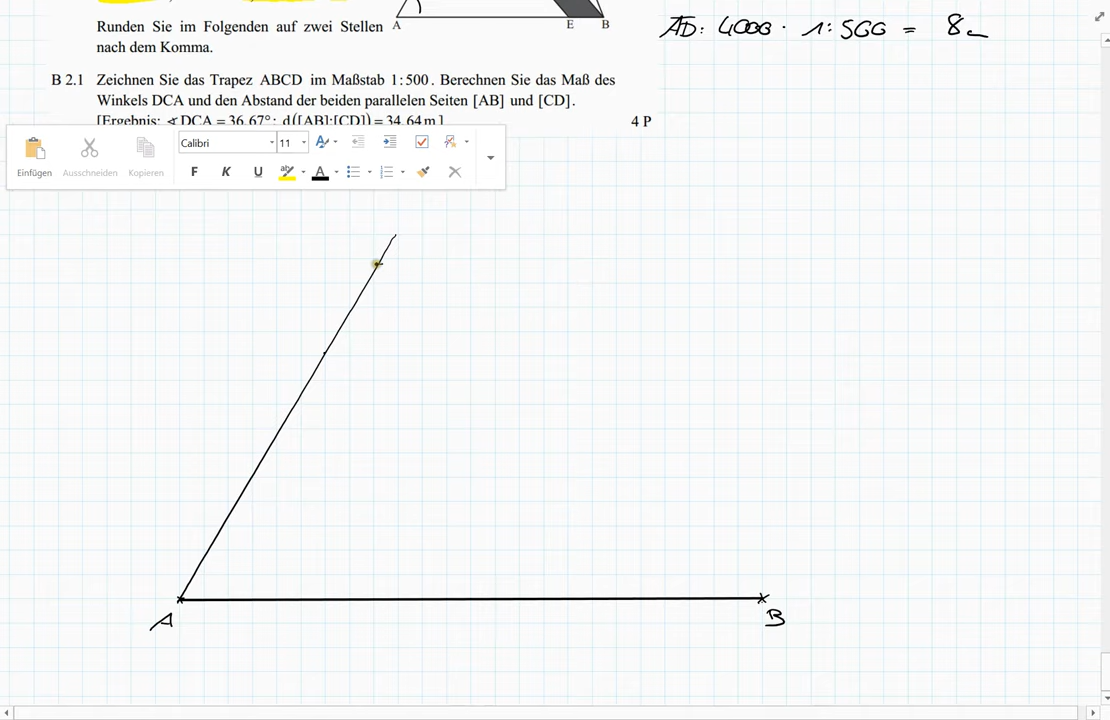 Runden Sie im Folgenden auf zwei Stellen
nach dem Komma.
A E B
AD: 4000 · 1:500 = 8cm
B 2.1 Zeichnen Sie das Trapez ABCD im Maßstab 1:500. Berechnen Sie das Maß des
Winkels DCA und den Abstand der beiden parallelen Seiten [AB] und [CD].
[Ergebnis: ∢DCA = 36,67°; d([AB];[CD]) = 34,64 m]
4 P
Calibri 11
Einfügen Ausschneiden Kopieren F K U ab A
A B